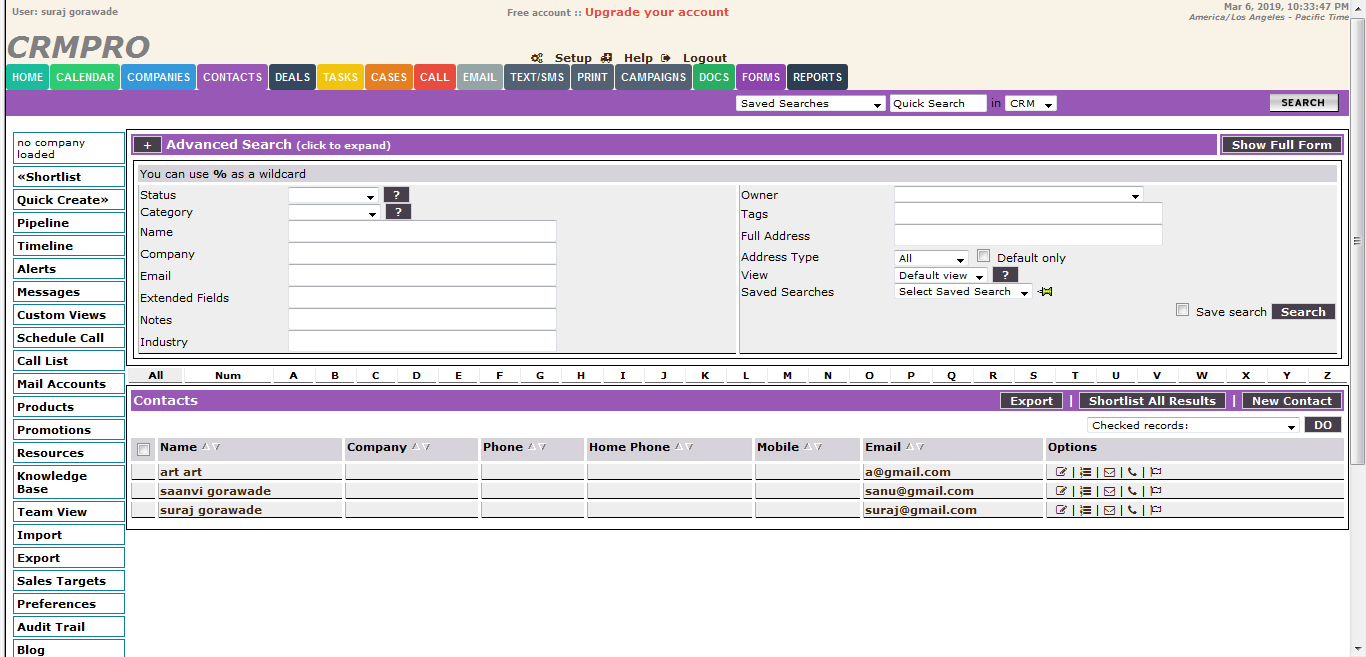 User: suraj gorawade
Free account :: Upgrade your account
Mar 6, 2019, 10:33:47 PM
America/Los Angeles - Pacific Time
CRMPRO
Setup Help Logout
HOME CALENDAR COMPANIES CONTACTS DEALS TASKS CASES CALL EMAIL TEXT/SMS PRINT CAMPAIGNS DOCS FORMS REPORTS
Saved Searches Quick Search in CRM SEARCH
no company
loaded
«Shortlist
Quick Create»
Pipeline
Timeline
Alerts
Messages
Custom Views
Schedule Call
Call List
Mail Accounts
Products
Promotions
Resources
Knowledge
Base
Team View
Import
Export
Sales Targets
Preferences
Audit Trail
Blog
+ Advanced Search (click to expand) Show Full Form
You can use % as a wildcard
Status ?
Category ?
Name
Company
Email
Extended Fields
Notes
Industry
Owner
Tags
Full Address
Address Type All Default only
View Default view ?
Saved Searches Select Saved Search
Save search Search
All Num A B C D E F G H I J K L M N O P Q R S T U V W X Y Z
Contacts Export | Shortlist All Results | New Contact
Checked records: DO
Name Company Phone Home Phone Mobile Email Options
art art a@gmail.com | | | |
saanvi gorawade sanu@gmail.com | | | |
suraj gorawade suraj@gmail.com | | | |